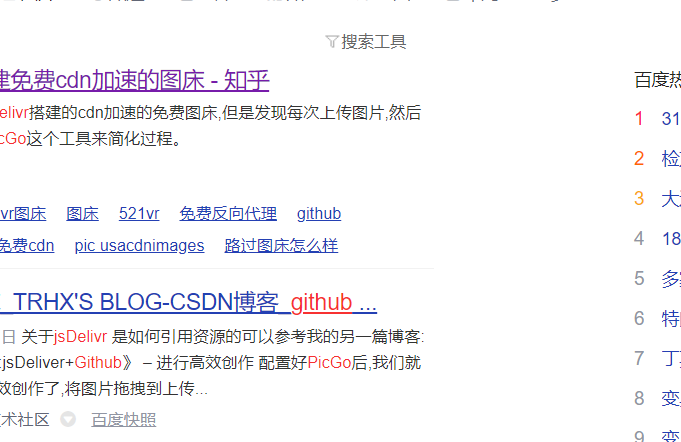 搜索工具
建免费cdn加速的图床 - 知乎
elivr搭建的cdn加速的免费图床,但是发现每次上传图片,然后
cGo这个工具来简化过程。
vr图床 图床 521vr 免费反向代理 github
免费cdn pic usacdnimages 路过图床怎么样
_TRHX'S BLOG-CSDN博客_github ...
日 关于jsDelivr 是如何引用资源的可以参考我的另一篇博客:
jsDeliver+Github》 – 进行高效创作 配置好PicGo后,我们就
效创作了,将图片拖拽到上传...
术社区 百度快照
百度热
1 31
2 检
3 大
4 18
5 多
6 特
7 丁
8 变
9 变